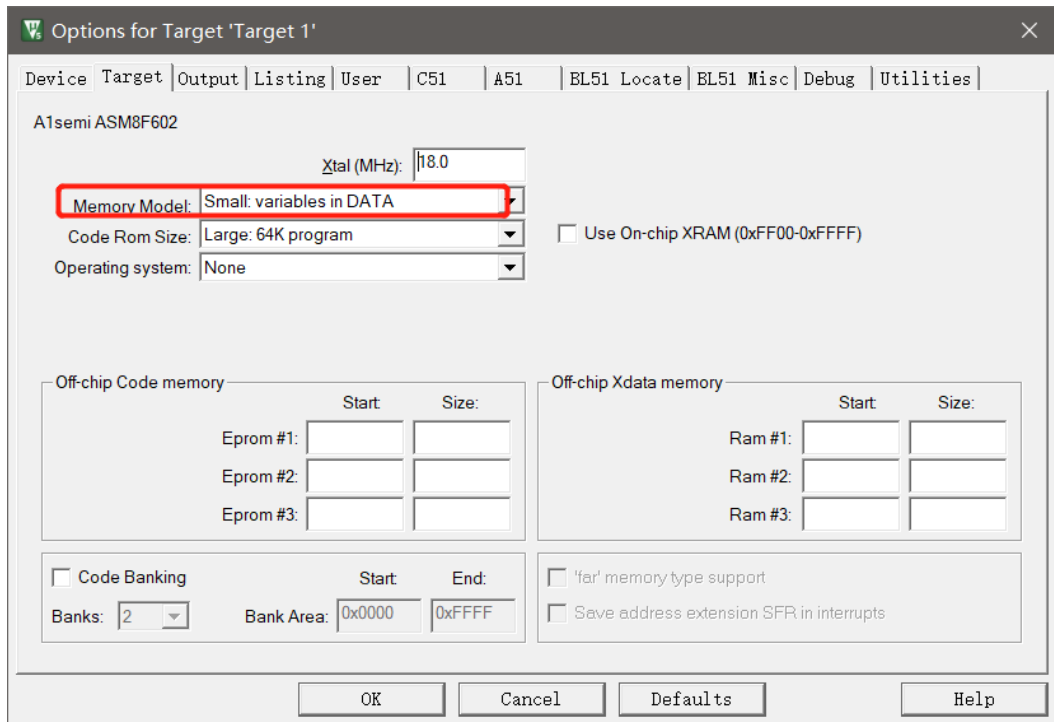 Options for Target 'Target 1'
Device Target Output Listing User C51 A51 BL51 Locate BL51 Misc Debug Utilities
A1semi ASM8F602
Xtal (MHz): 18.0
Memory Model: Small: variables in DATA
Code Rom Size: Large: 64K program
Use On-chip XRAM (0xFF00-0xFFFF)
Operating system: None
Off-chip Code memory
Start Size:
Eprom #1:
Eprom #2:
Eprom #3:
Off-chip Xdata memory
Start Size:
Ram #1:
Ram #2:
Ram #3:
Code Banking Start End:
Banks: 2 Bank Area: 0x0000 0xFFFF
'far' memory type support
Save address extension SFR in interrupts
OK Cancel Defaults Help